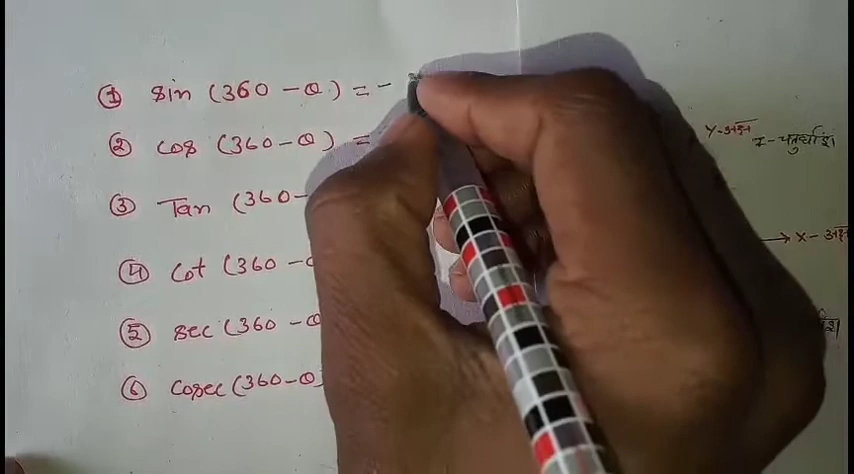 ① sin (360 - θ) = -
② cos (360 - θ) =
③ Tan (360 -
④ Cot (360 - θ
⑤ sec (360 - θ
⑥ Cosec (360 - θ)
Y-अक्ष
I - चतुर्थांश
X - अक्ष